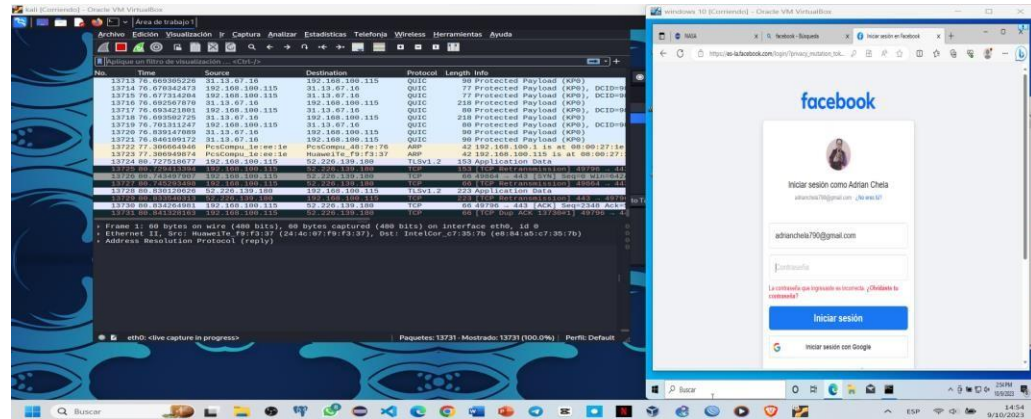 kali [Corriendo] - Oracle VM VirtualBox
Área de trabajo 1
Archivo Edición Visualización Ir Captura Analizar Estadísticas Telefonía Wireless Herramientas Ayuda
Aplique un filtro de visualización ... <Ctrl-/>
No. Time Source Destination Protocol Length Info
13713 76.669305226 31.13.67.16 192.168.100.115 QUIC 90 Protected Payload (KP0)
13714 76.670342473 192.168.100.115 31.13.67.16 QUIC 77 Protected Payload (KP0), DCID=9
13715 76.677314204 192.168.100.115 31.13.67.16 QUIC 77 Protected Payload (KP0), DCID=9
13716 76.692567870 31.13.67.16 192.168.100.115 QUIC 218 Protected Payload (KP0)
13717 76.693421801 192.168.100.115 31.13.67.16 QUIC 80 Protected Payload (KP0), DCID=9
13718 76.693502725 31.13.67.16 192.168.100.115 QUIC 218 Protected Payload (KP0)
13719 76.701311247 192.168.100.115 31.13.67.16 QUIC 80 Protected Payload (KP0), DCID=9
13720 76.839147089 31.13.67.16 192.168.100.115 QUIC 90 Protected Payload (KP0)
13721 76.846109172 31.13.67.16 192.168.100.115 QUIC 90 Protected Payload (KP0)
13722 77.306664946 PcsCompu_1e:ee:1e PcsCompu_48:7e:76 ARP 42 192.168.100.1 is at 08:00:27:1e
13723 77.306949874 PcsCompu_1e:ee:1e HuaweiTe_f9:f3:37 ARP 42 192.168.100.115 is at 08:00:27:
13724 80.727518677 192.168.100.115 52.226.139.180 TLSv1.2 153 Application Data
192.168.100.115 52.226.139.180 TCP 153 [TCP Retransmission] 49796 → 443
13726 80.743497007 192.168.100.115 52.226.139.180 TCP 66 49864 → 443 [SYN] Seq=0 Win=642
192.168.100.115 52.226.139.180 TCP 66 [TCP Retransmission] 49864 → 44
13728 80.830120626 52.226.139.180 192.168.100.115 TLSv1.2 223 Application Data
52.226.139.180 192.168.100.115 TCP 223 [TCP Retransmission] 443 → 4979
13730 80.834264981 192.168.100.115 52.226.139.180 TCP 66 49796 → 443 [ACK] Seq=2348 Ack=
192.168.100.115 52.226.139.180 TCP 66 [TCP Dup ACK 13730#1] 49796 → 4
Frame 1: 60 bytes on wire (480 bits), 60 bytes captured (480 bits) on interface eth0, id 0
Ethernet II, Src: HuaweiTe_f9:f3:37 (24:4c:07:f9:f3:37), Dst: IntelCor_c7:35:7b (e8:84:a5:c7:35:7b)
Address Resolution Protocol (reply)
eth0: <live capture in progress> Paquetes: 13731 · Mostrado: 13731 (100.0%) Perfil: Default
windows 10 [Corriendo] - Oracle VM VirtualBox
NASA
facebook - Búsqueda
Iniciar sesión en Facebook
https://es-la.facebook.com/login/?privacy_mutation_tok...
facebook
Iniciar sesión como Adrian Chela
adrianchela790@gmail.com · ¿No eres tú?
adrianchela790@gmail.com
Contraseña
La contraseña que ingresaste es incorrecta. ¿Olvidaste tu
contraseña?
Iniciar sesión
Iniciar sesión con Google
Buscar
2:54 PM
10/9/2023
Buscar
ESP
14:54
9/10/2023